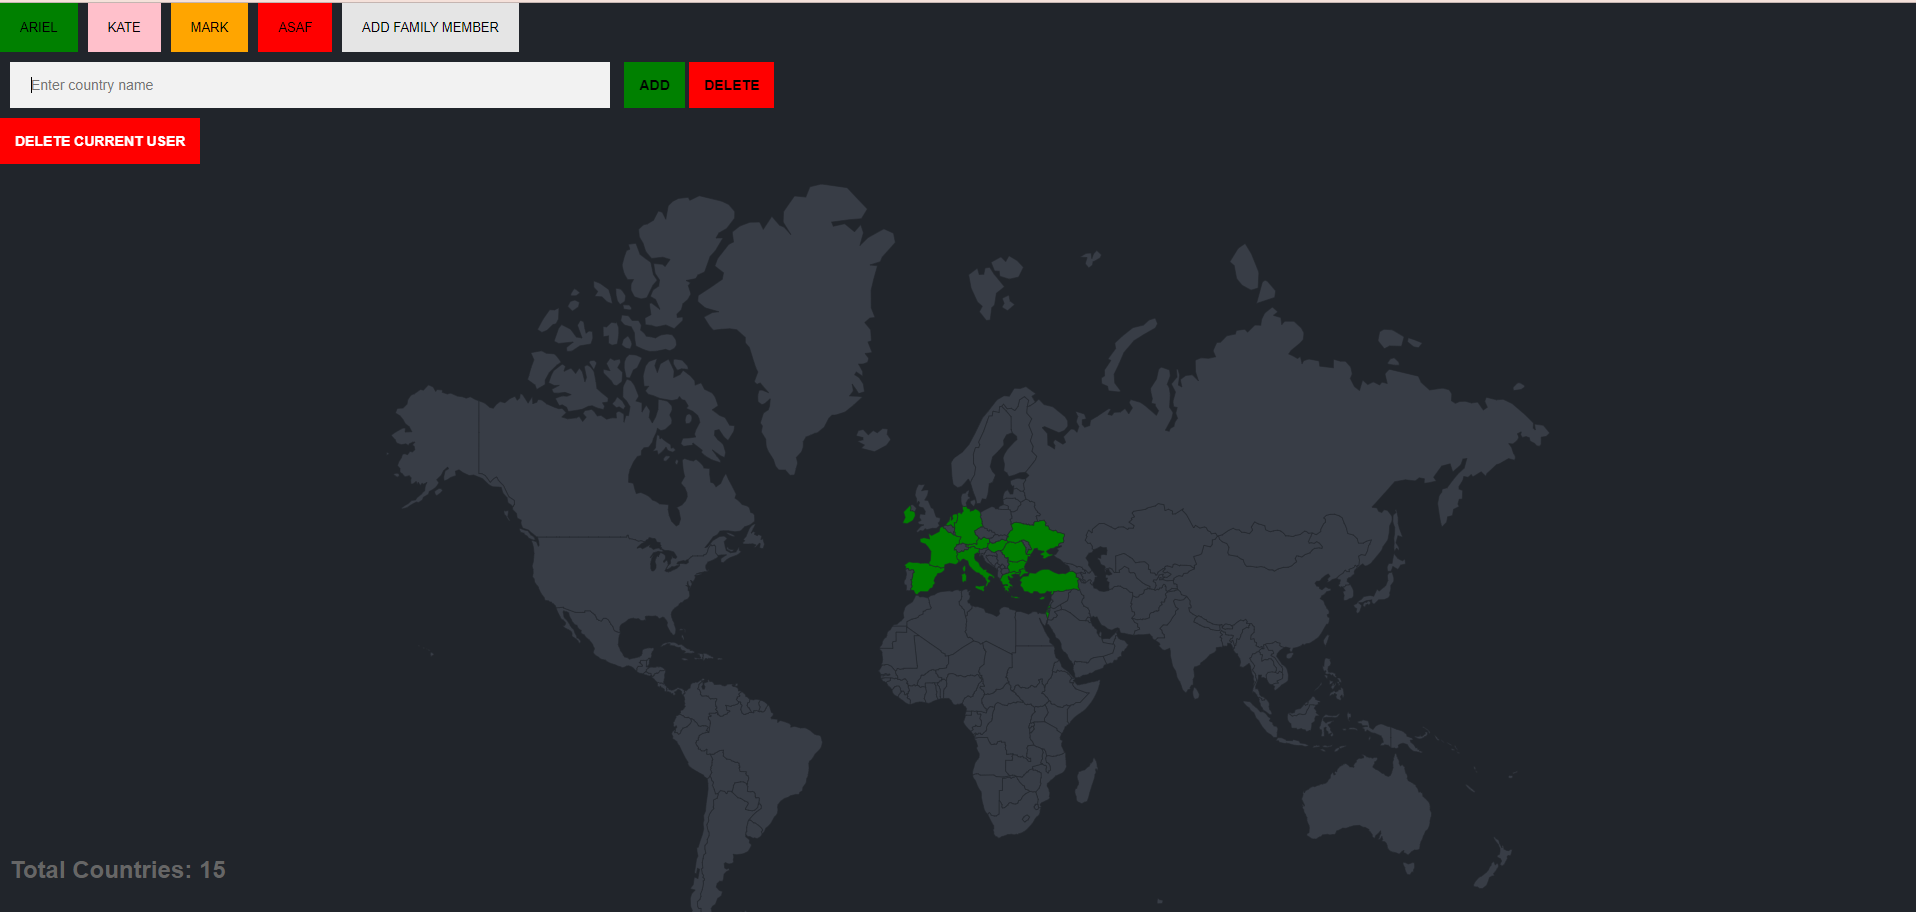 ARIEL KATE MARK ASAF ADD FAMILY MEMBER
Enter country name ADD DELETE
DELETE CURRENT USER
Total Countries: 15